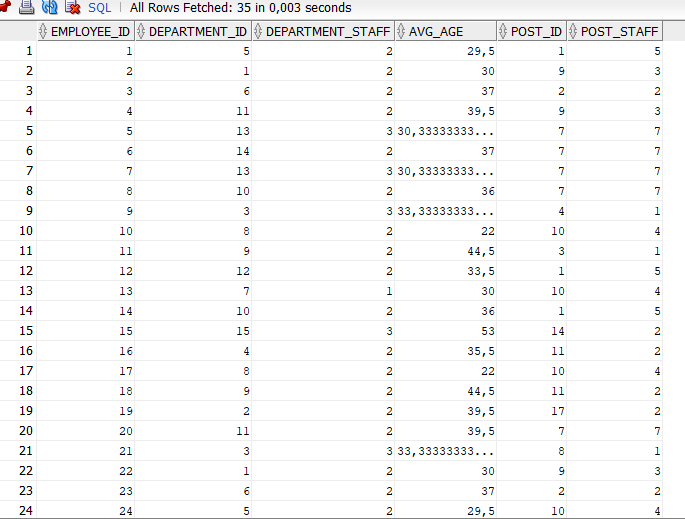 SQL | All Rows Fetched: 35 in 0,003 seconds
EMPLOYEE_ID DEPARTMENT_ID DEPARTMENT_STAFF AVG_AGE POST_ID POST_STAFF
1 1 5 2 29,5 1 5
2 2 1 2 30 9 3
3 3 6 2 37 2 2
4 4 11 2 39,5 9 3
5 5 13 3 30,33333333... 7 7
6 6 14 2 37 7 7
7 7 13 3 30,33333333... 7 7
8 8 10 2 36 7 7
9 9 3 3 33,33333333... 4 1
10 10 8 2 22 10 4
11 11 9 2 44,5 3 1
12 12 12 2 33,5 1 5
13 13 7 1 30 10 4
14 14 10 2 36 1 5
15 15 15 3 53 14 2
16 16 4 2 35,5 11 2
17 17 8 2 22 10 4
18 18 9 2 44,5 11 2
19 19 2 2 39,5 17 2
20 20 11 2 39,5 7 7
21 21 3 3 33,33333333... 8 1
22 22 1 2 30 9 3
23 23 6 2 37 2 2
24 24 5 2 29,5 10 4